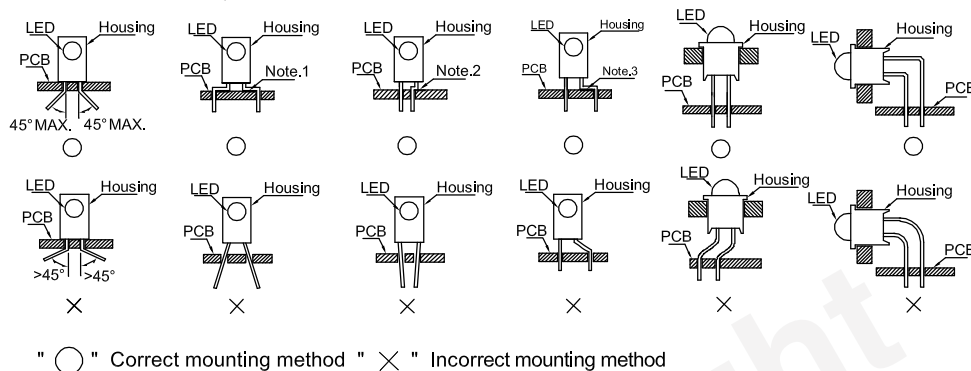 LED Housing LED Housing LED Housing LED Housing LED Housing LED Housing
PCB PCB Note.1 PCB Note.2 PCB Note.3 PCB PCB
45° MAX. 45° MAX.
LED Housing LED Housing LED Housing LED Housing LED Housing LED Housing
PCB PCB PCB PCB PCB PCB
>45° >45°
" ◯ " Correct mounting method " × " Incorrect mounting method
ght